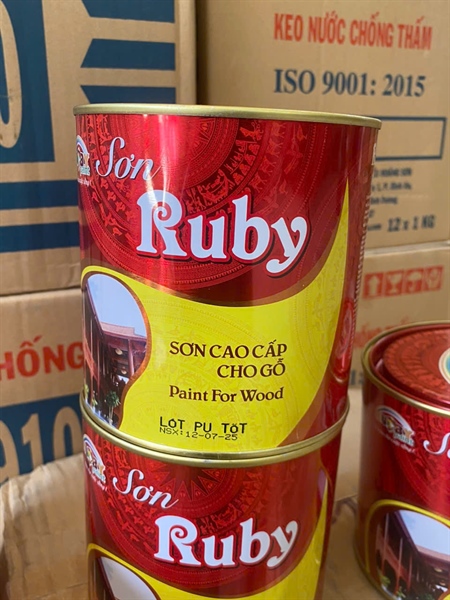 KEO NƯỚC CHỐNG THẤM
ISO 9001: 2015
12 x 1 KG
HỐNG
910
Sơn
Ruby
SƠN CAO CẤP
CHO GỖ
Paint For Wood
LÓT PU TỐT
NSX:12-07-25
Sơn
Ruby